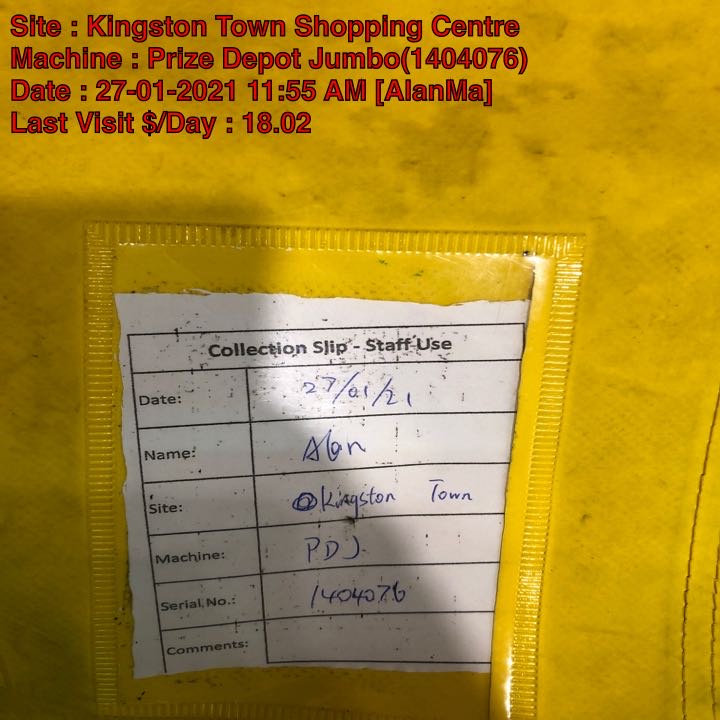 Site : Kingston Town Shopping Centre
Machine : Prize Depot Jumbo(1404076)
Date : 27-01-2021 11:55 AM [AlanMa]
Last Visit $/Day : 18.02
Collection Slip - Staff Use
Date: 27/01/21
Name: Alan
Site: Kingston Town
Machine: PDJ
Serial No.: 1404076
Comments: